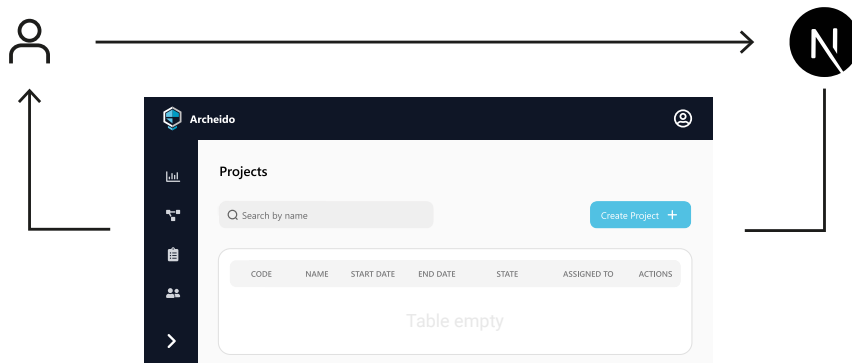 Archeido
Projects
Search by name
Create Project +
CODE NAME START DATE END DATE STATE ASSIGNED TO ACTIONS
Table empty